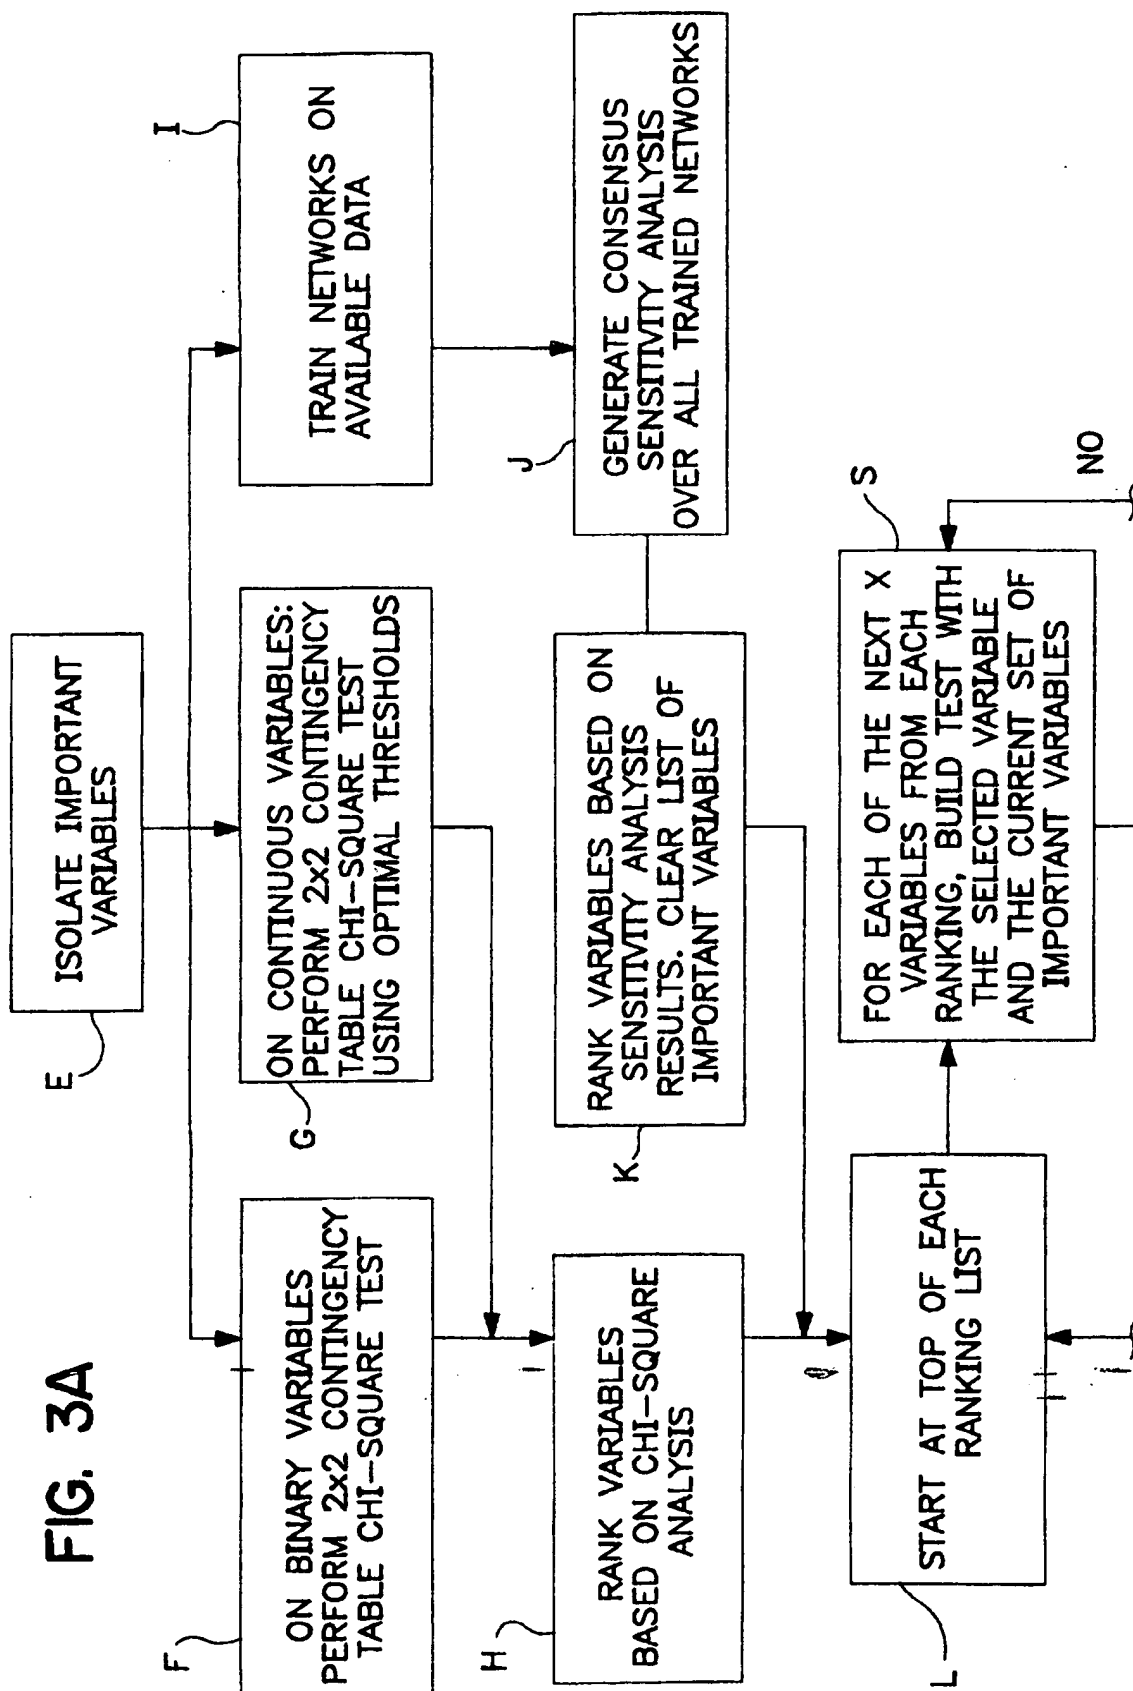 FIG. 3A
E
ISOLATE IMPORTANT
VARIABLES
F
ON BINARY VARIABLES
PERFORM 2x2 CONTINGENCY
TABLE CHI-SQUARE TEST
G
ON CONTINUOUS VARIABLES:
PERFORM 2x2 CONTINGENCY
TABLE CHI-SQUARE TEST
USING OPTIMAL THRESHOLDS
I
TRAIN NETWORKS ON
AVAILABLE DATA
H
RANK VARIABLES
BASED ON CHI-SQUARE
ANALYSIS
K
RANK VARIABLES BASED ON
SENSITIVITY ANALYSIS
RESULTS. CLEAR LIST OF
IMPORTANT VARIABLES
J
GENERATE CONSENSUS
SENSITIVITY ANALYSIS
OVER ALL TRAINED NETWORKS
L
START AT TOP OF EACH
RANKING LIST
S
FOR EACH OF THE NEXT X
VARIABLES FROM EACH
RANKING, BUILD TEST WITH
THE SELECTED VARIABLE
AND THE CURRENT SET OF
IMPORTANT VARIABLES
NO